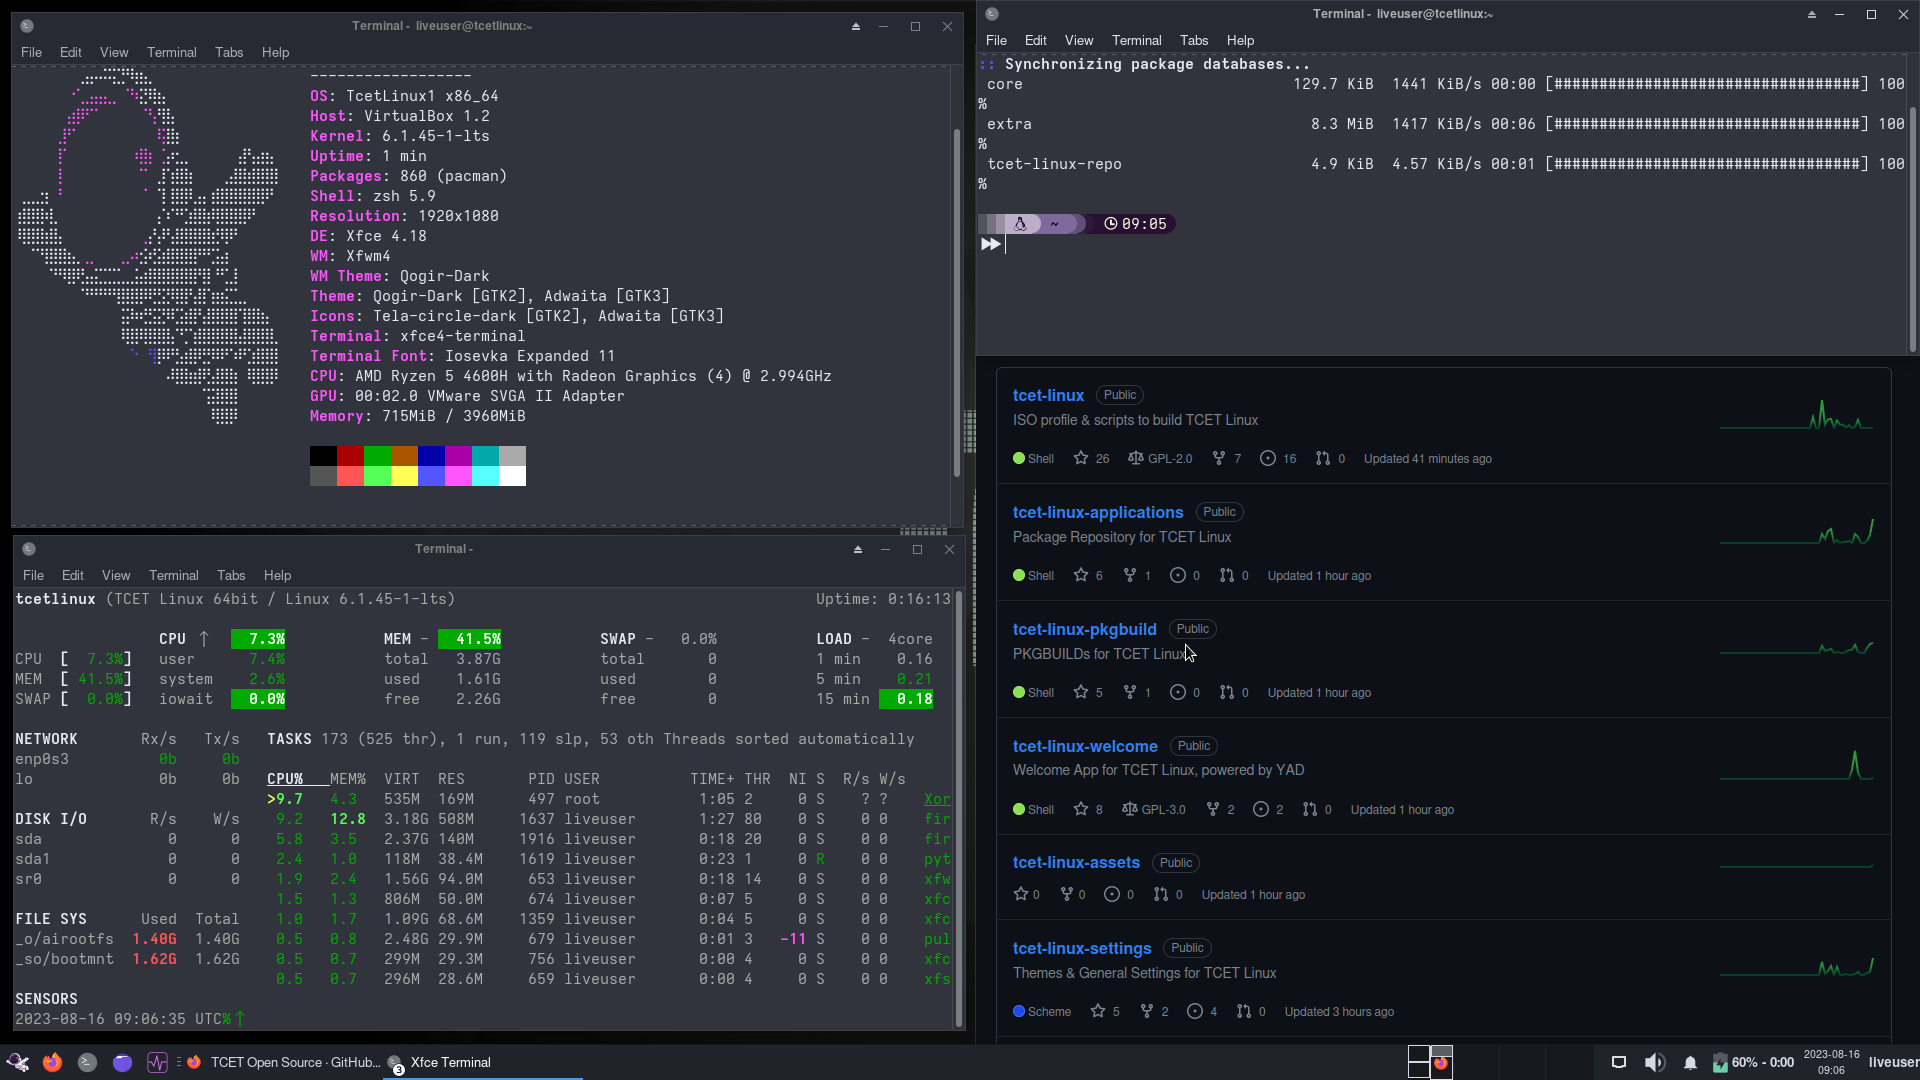 Terminal - liveuser@tcetlinux:~
File Edit View Terminal Tabs Help
------------------
OS: TcetLinux1 x86_64
Host: VirtualBox 1.2
Kernel: 6.1.45-1-lts
Uptime: 1 min
Packages: 860 (pacman)
Shell: zsh 5.9
Resolution: 1920x1080
DE: Xfce 4.18
WM: Xfwm4
WM Theme: Qogir-Dark
Theme: Qogir-Dark [GTK2], Adwaita [GTK3]
Icons: Tela-circle-dark [GTK2], Adwaita [GTK3]
Terminal: xfce4-terminal
Terminal Font: Iosevka Expanded 11
CPU: AMD Ryzen 5 4600H with Radeon Graphics (4) @ 2.994GHz
GPU: 00:02.0 VMware SVGA II Adapter
Memory: 715MiB / 3960MiB
Terminal - liveuser@tcetlinux:~
File Edit View Terminal Tabs Help
:: Synchronizing package databases...
core 129.7 KiB 1441 KiB/s 00:00 [##################################] 100
%
extra 8.3 MiB 1417 KiB/s 00:06 [##################################] 100
%
tcet-linux-repo 4.9 KiB 4.57 KiB/s 00:01 [##################################] 100
%
~ 09:05
Terminal -
File Edit View Terminal Tabs Help
tcetlinux (TCET Linux 64bit / Linux 6.1.45-1-lts) Uptime: 0:16:13
CPU ↑ 7.3% MEM - 41.5% SWAP - 0.0% LOAD - 4core
CPU [ 7.3%] user 7.4% total 3.87G total 0 1 min 0.16
MEM [ 41.5%] system 2.6% used 1.61G used 0 5 min 0.21
SWAP [ 0.0%] iowait 0.0% free 2.26G free 0 15 min 0.18
NETWORK Rx/s Tx/s TASKS 173 (525 thr), 1 run, 119 slp, 53 oth Threads sorted automatically
enp0s3 0b 0b
lo 0b 0b CPU% MEM% VIRT RES PID USER TIME+ THR NI S R/s W/s
>9.7 4.3 535M 169M 497 root 1:05 2 0 S ? ? Xor
DISK I/O R/s W/s 9.2 12.8 3.18G 508M 1637 liveuser 1:27 80 0 S 0 0 fir
sda 0 0 5.8 3.5 2.37G 140M 1916 liveuser 0:18 20 0 S 0 0 fir
sda1 0 0 2.4 1.0 118M 38.4M 1619 liveuser 0:23 1 0 R 0 0 pyt
sr0 0 0 1.9 2.4 1.56G 94.0M 653 liveuser 0:18 14 0 S 0 0 xfw
1.5 1.3 806M 50.0M 674 liveuser 0:07 5 0 S 0 0 xfc
FILE SYS Used Total 1.0 1.7 1.09G 68.6M 1359 liveuser 0:04 5 0 S 0 0 xfc
_o/airootfs 1.40G 1.40G 0.5 0.8 2.48G 29.9M 679 liveuser 0:01 3 -11 S 0 0 pul
_so/bootmnt 1.62G 1.62G 0.5 0.7 299M 29.3M 756 liveuser 0:00 4 0 S 0 0 xfc
0.5 0.7 296M 28.6M 659 liveuser 0:00 4 0 S 0 0 xfs
SENSORS
2023-08-16 09:06:35 UTC%↑
tcet-linux Public
ISO profile & scripts to build TCET Linux
Shell 26 GPL-2.0 7 16 0 Updated 41 minutes ago
tcet-linux-applications Public
Package Repository for TCET Linux
Shell 6 1 0 0 Updated 1 hour ago
tcet-linux-pkgbuild Public
PKGBUILDs for TCET Linux
Shell 5 1 0 0 Updated 1 hour ago
tcet-linux-welcome Public
Welcome App for TCET Linux, powered by YAD
Shell 8 GPL-3.0 2 2 0 Updated 1 hour ago
tcet-linux-assets Public
0 0 0 0 Updated 1 hour ago
tcet-linux-settings Public
Themes & General Settings for TCET Linux
Scheme 5 2 4 0 Updated 3 hours ago
TCET Open Source · GitHub... 3 Xfce Terminal 60% - 0:00 2023-08-16 liveuser
09:06